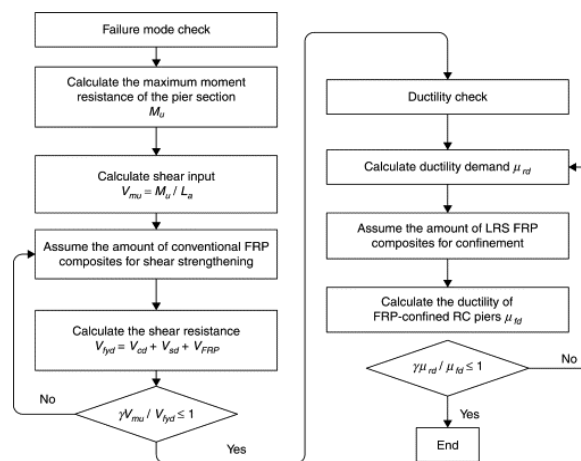 Failure mode check
Calculate the maximum moment
resistance of the pier section
Mu
Calculate shear input
Vmu = Mu / La
Assume the amount of conventional FRP
composites for shear strengthening
Calculate the shear resistance
Vfyd = Vcd + Vsd + VFRP
No
γVmu / Vfyd ≤ 1
Yes
Ductility check
Calculate ductility demand μrd
Assume the amount of LRS FRP
composites for confinement
Calculate the ductility of
FRP-confined RC piers μfd
γμrd / μfd ≤ 1
No
Yes
End